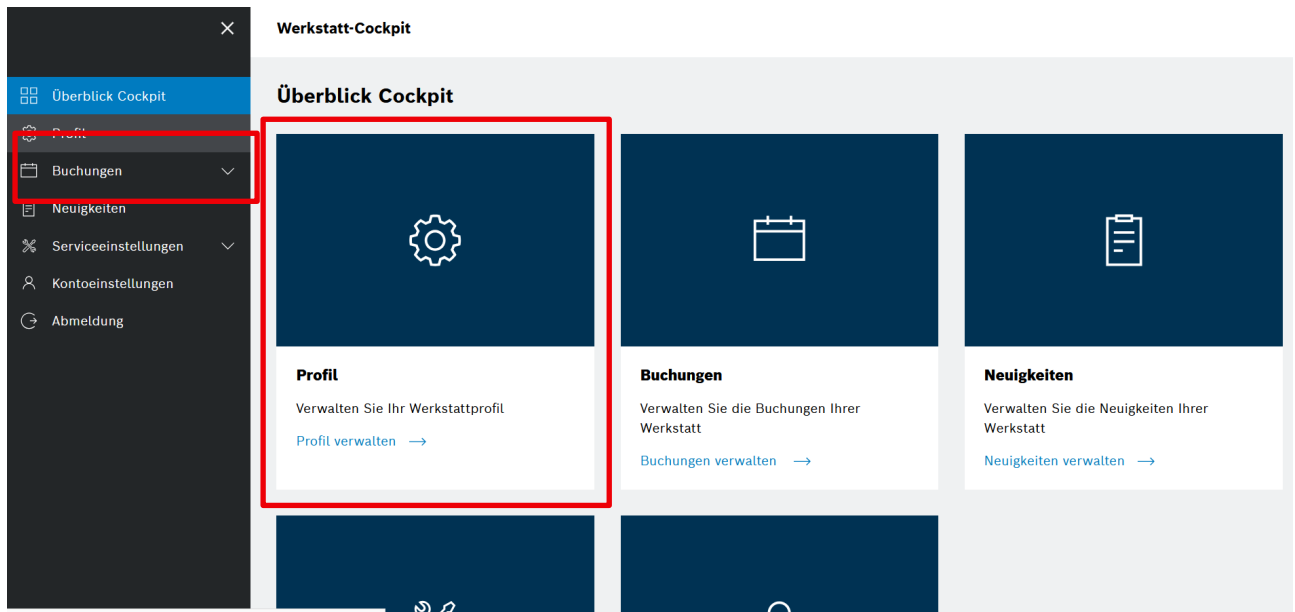 Werkstatt-Cockpit
Überblick Cockpit
Profil
Buchungen
Neuigkeiten
Serviceeinstellungen
Kontoeinstellungen
Abmeldung
Überblick Cockpit
Profil
Verwalten Sie Ihr Werkstattprofil
Profil verwalten
Buchungen
Verwalten Sie die Buchungen Ihrer
Werkstatt
Buchungen verwalten
Neuigkeiten
Verwalten Sie die Neuigkeiten Ihrer
Werkstatt
Neuigkeiten verwalten